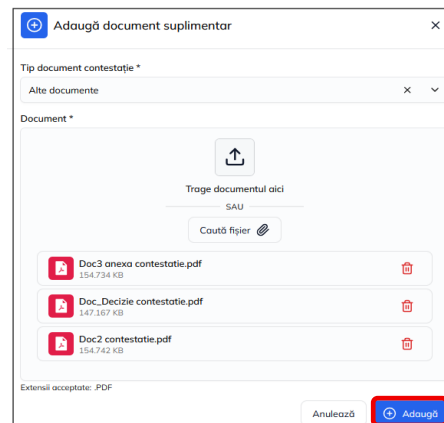 Adaugă document suplimentar
Tip document contestație *
Alte documente
Document *
Trage documentul aici
SAU
Caută fișier
Doc3 anexa contestatie.pdf
154.734 KB
Doc_Decizie contestatie.pdf
147.167 KB
Doc2 contestatie.pdf
154.742 KB
Extensii acceptate: .PDF
Anulează
Adaugă